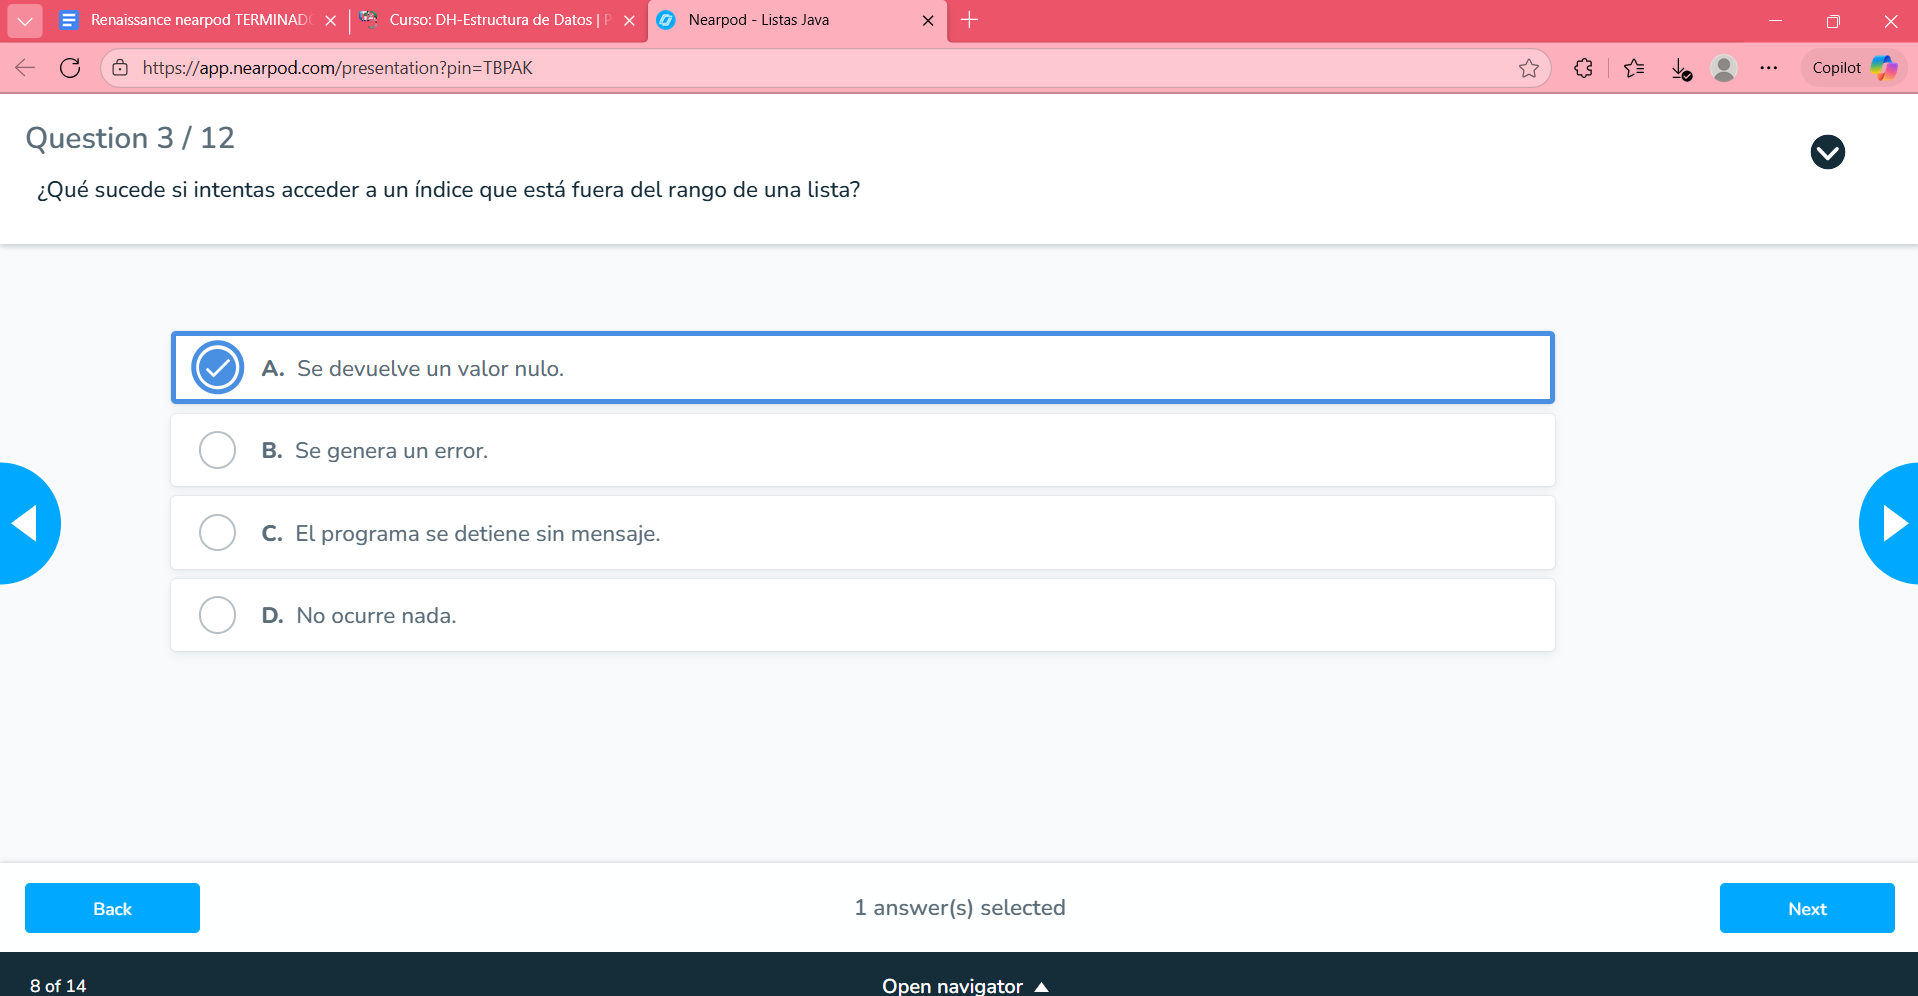 Renaissance nearpod TERMINAD
Curso: DH-Estructura de Datos | P
Nearpod - Listas Java
https://app.nearpod.com/presentation?pin=TBPAK
Copilot
Question 3 / 12
¿Qué sucede si intentas acceder a un índice que está fuera del rango de una lista?
A. Se devuelve un valor nulo.
B. Se genera un error.
C. El programa se detiene sin mensaje.
D. No ocurre nada.
Back
1 answer(s) selected
Next
8 of 14
Open navigator